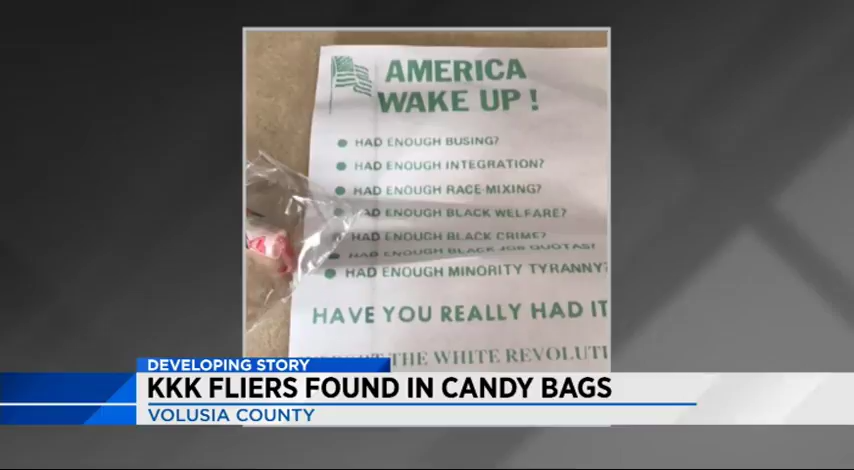 AMERICA
WAKE UP !
HAD ENOUGH BUSING?
HAD ENOUGH INTEGRATION?
HAD ENOUGH RACE MIXING?
HAD ENOUGH BLACK WELFARE?
HAD ENOUGH BLACK CRIME?
HAD ENOUGH BLACK JOB QUOTAS!
HAD ENOUGH MINORITY TYRANNY?
HAVE YOU REALLY HAD IT
THE WHITE REVOLUTI
DEVELOPING STORY
KKK FLIERS FOUND IN CANDY BAGS
VOLUSIA COUNTY